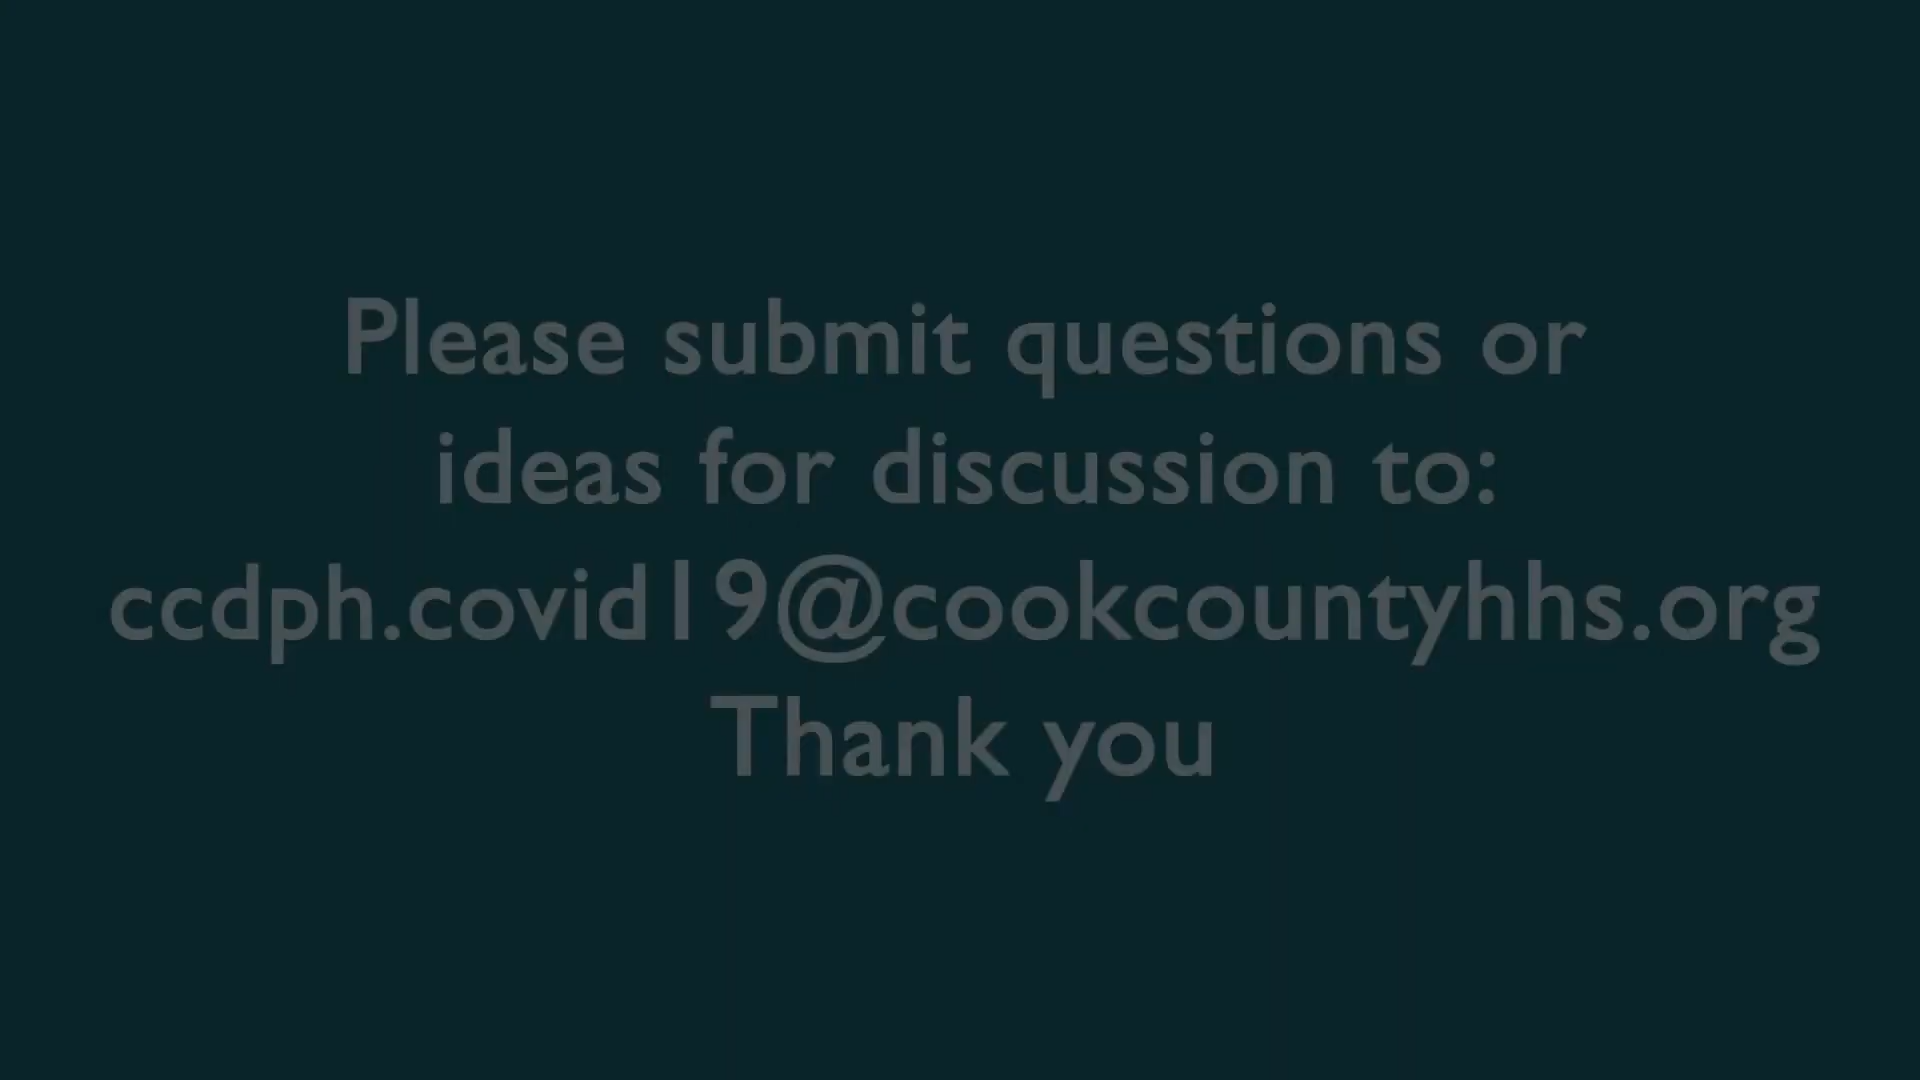 Please submit questions or
ideas for discussion to:
ccdph.covid19@cookcountyhhs.org
Thank you